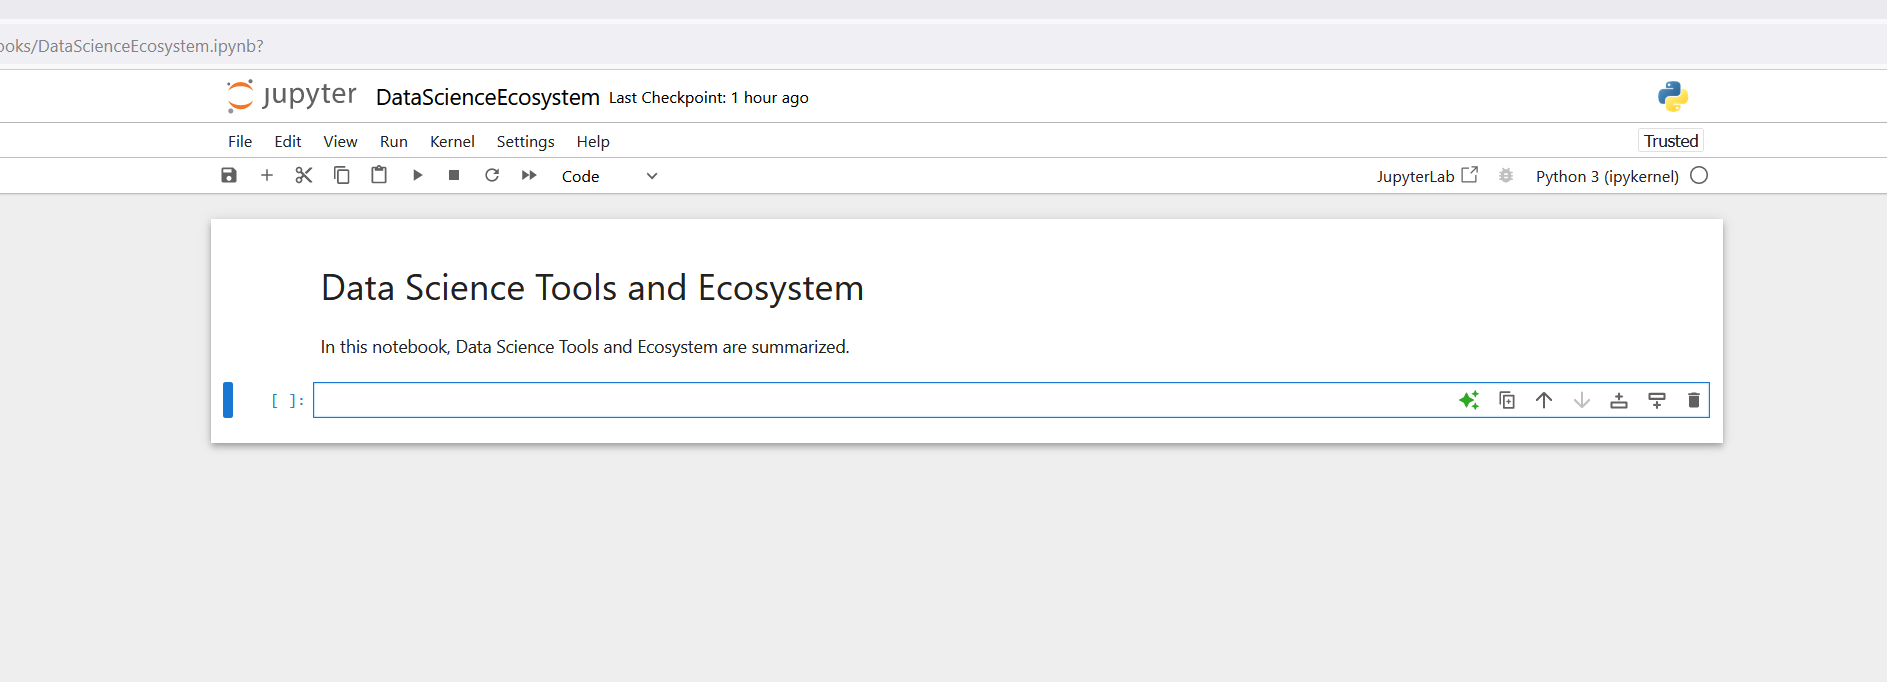 ooks/DataScienceEcosystem.ipynb?
jupyter DataScienceEcosystem Last Checkpoint: 1 hour ago
File Edit View Run Kernel Settings Help Trusted
Code JupyterLab Python 3 (ipykernel)
Data Science Tools and Ecosystem
In this notebook, Data Science Tools and Ecosystem are summarized.
[ ]: